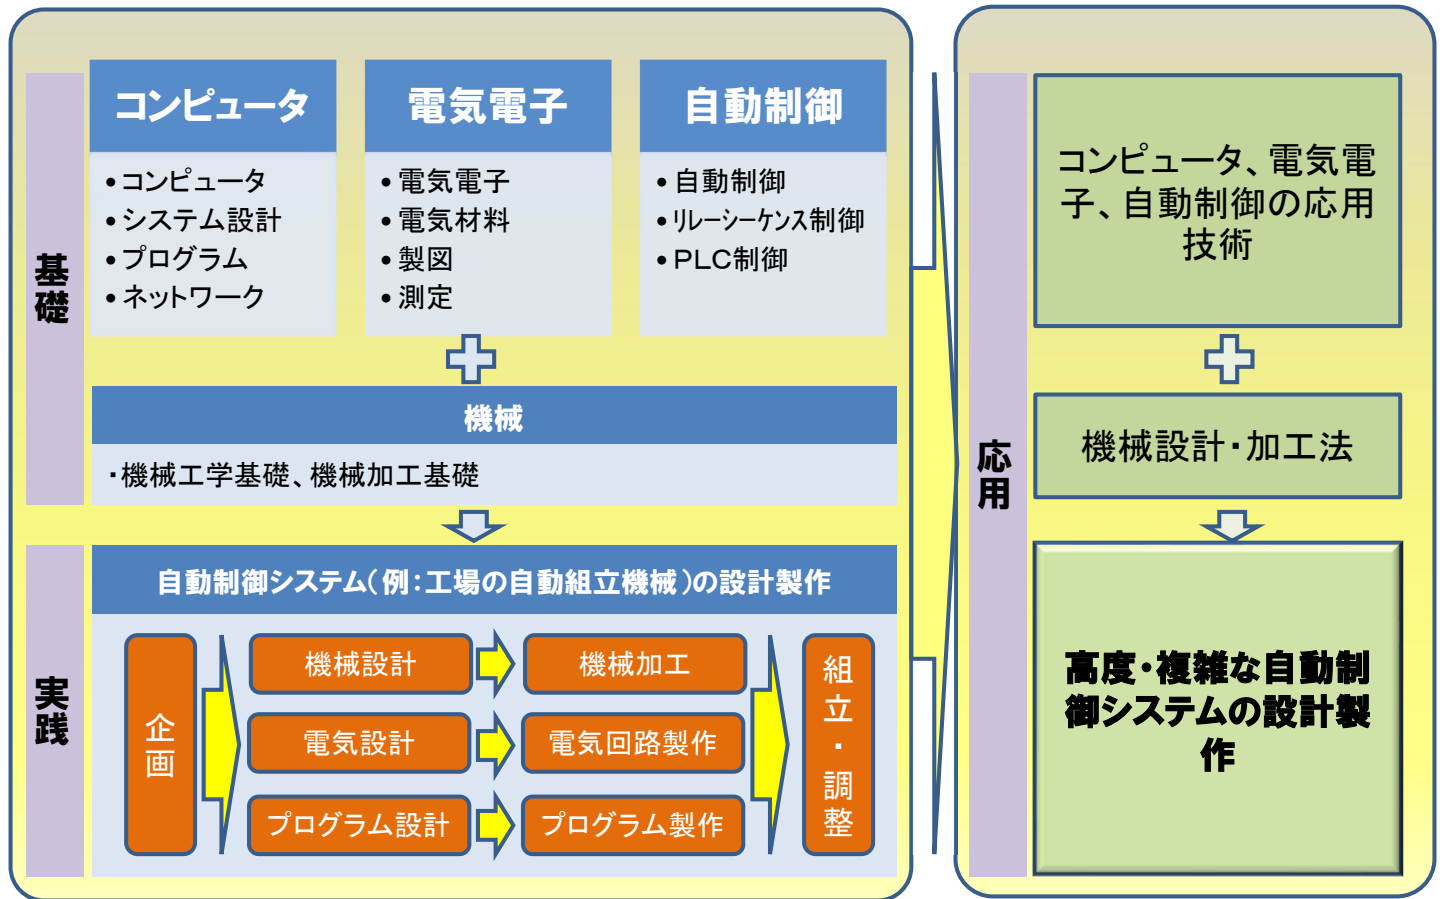 基礎
コンピュータ
・コンピュータ
・システム設計
・プログラム
・ネットワーク
電気電子
・電気電子
・電気材料
・製図
・測定
自動制御
・自動制御
・リレーシーケンス制御
・PLC制御
機械
・機械工学基礎、機械加工基礎
実践
自動制御システム(例:工場の自動組立機械)の設計製作
企画
機械設計
機械加工
電気設計
電気回路製作
プログラム設計
プログラム製作
組立・調整
応用
コンピュータ、電気電
子、自動制御の応用
技術
機械設計・加工法
高度・複雑な自動制
御システムの設計製
作